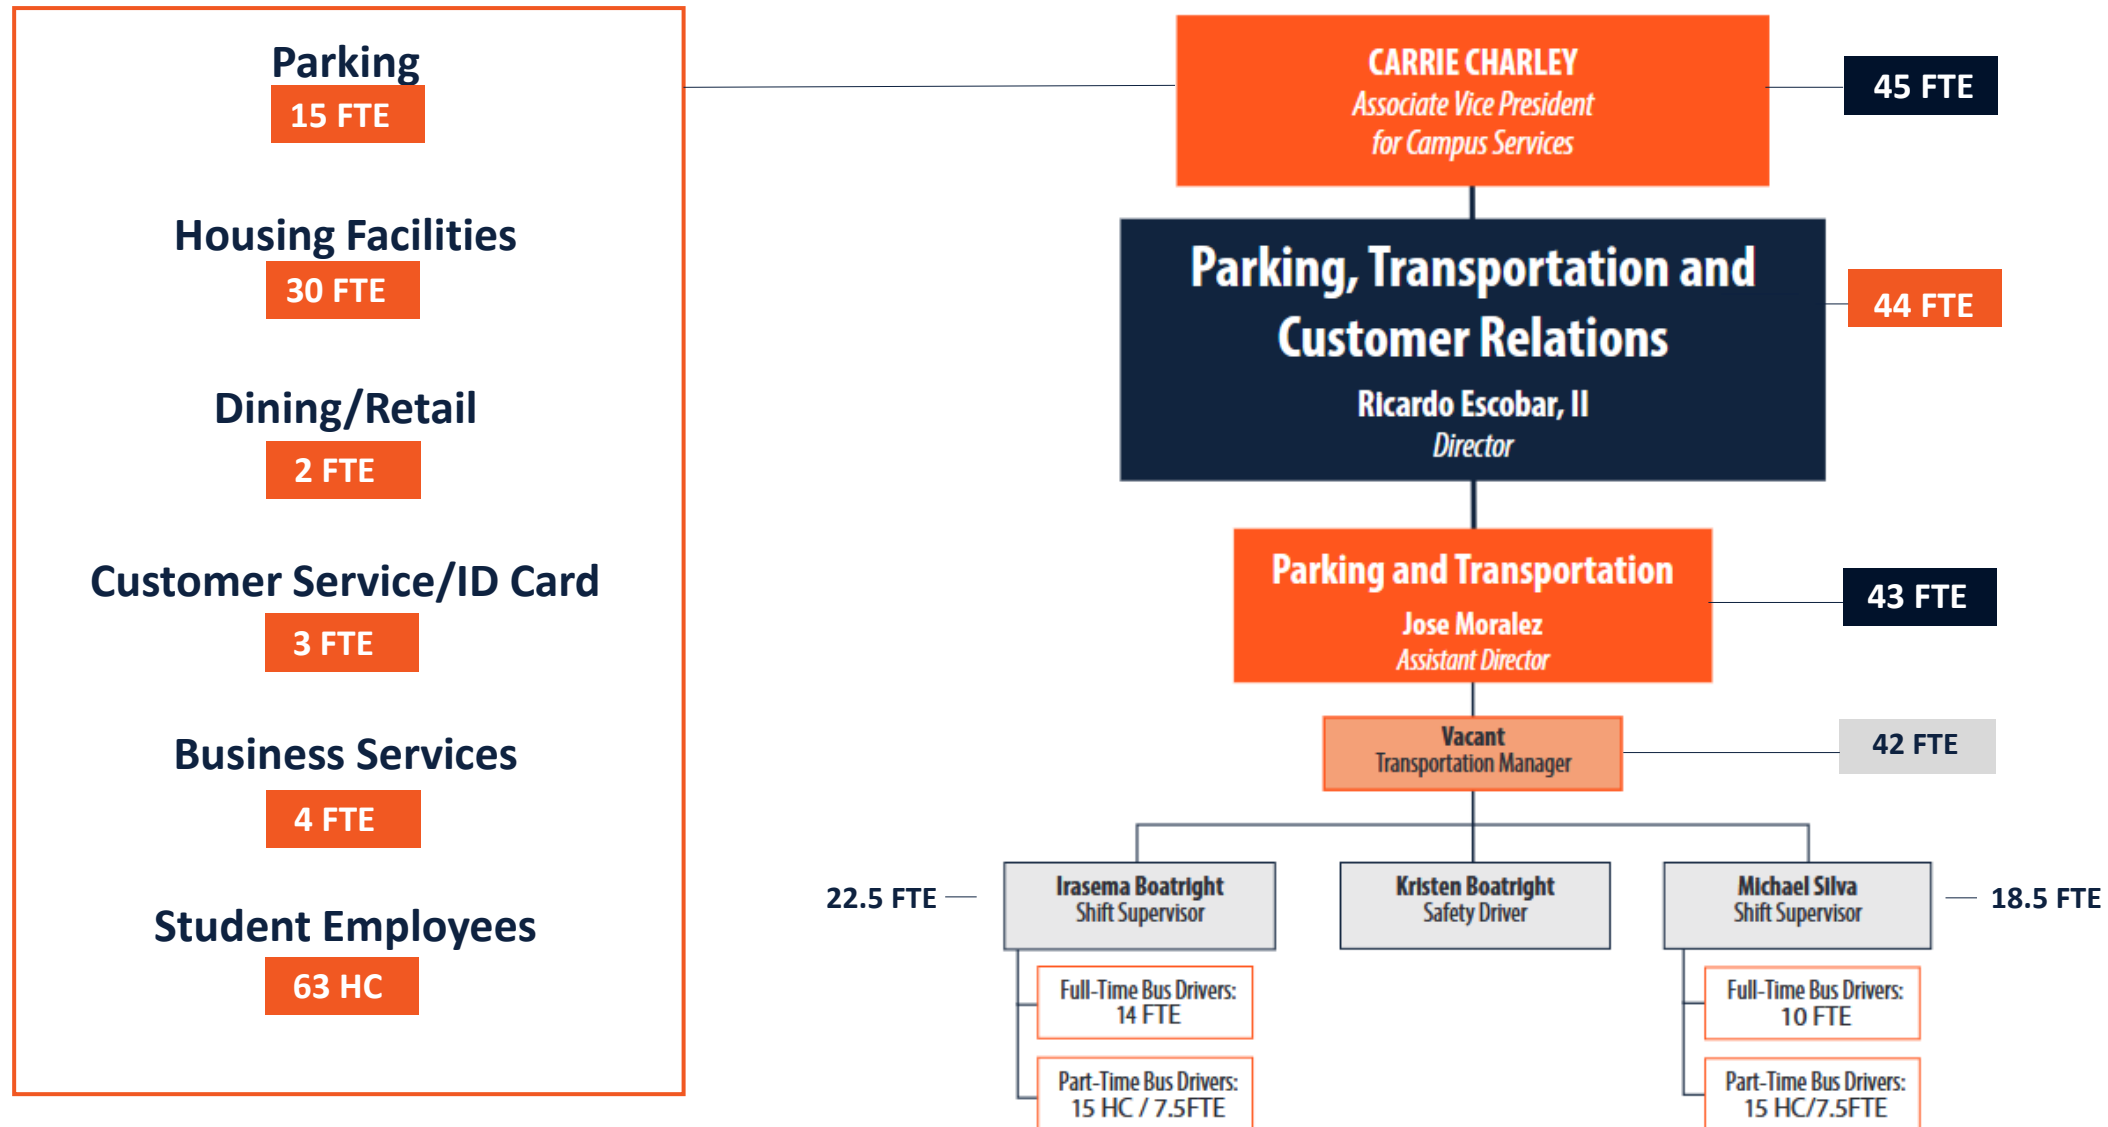 Parking
15 FTE
Housing Facilities
30 FTE
Dining/Retail
2 FTE
Customer Service/ID Card
3 FTE
Business Services
4 FTE
Student Employees
63 HC
CARRIE CHARLEY
Associate Vice President
for Campus Services
45 FTE
Parking, Transportation and
Customer Relations
Ricardo Escobar, II
Director
44 FTE
Parking and Transportation
Jose Moralez
Assistant Director
43 FTE
Vacant
Transportation Manager
42 FTE
22.5 FTE
Irasema Boatright
Shift Supervisor
Kristen Boatright
Safety Driver
Michael Silva
Shift Supervisor
18.5 FTE
Full-Time Bus Drivers:
14 FTE
Part-Time Bus Drivers:
15 HC / 7.5FTE
Full-Time Bus Drivers:
10 FTE
Part-Time Bus Drivers:
15 HC/7.5FTE